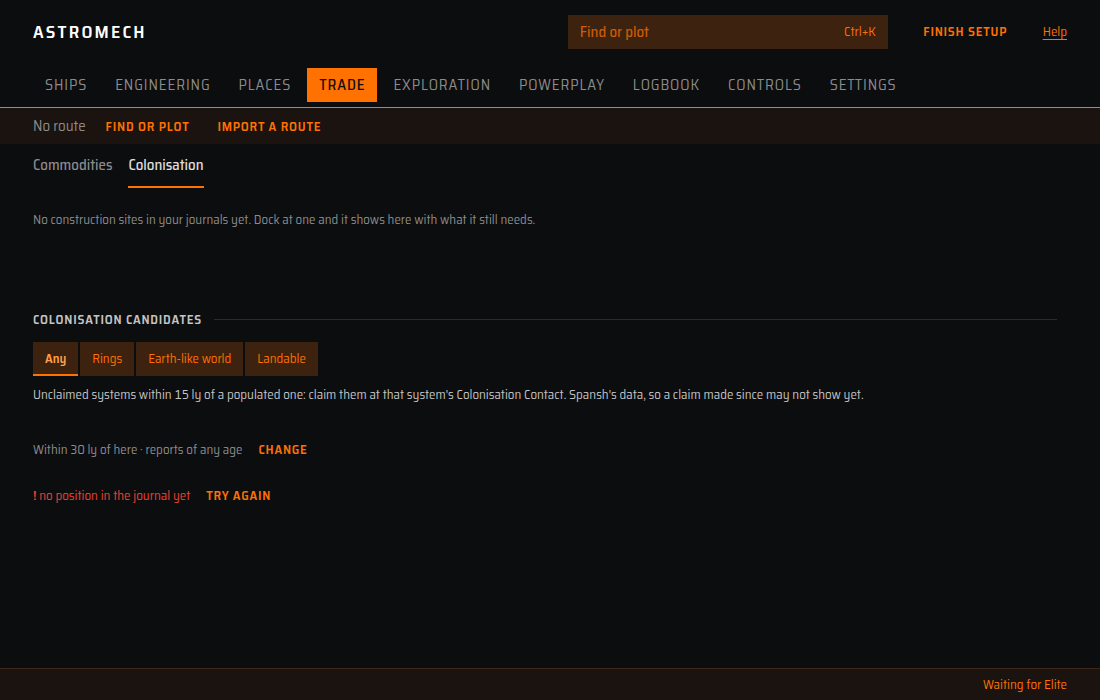 ASTROMECH
Find or plot Ctrl+K FINISH SETUP Help
SHIPS ENGINEERING PLACES TRADE EXPLORATION POWERPLAY LOGBOOK CONTROLS SETTINGS
No route FIND OR PLOT IMPORT A ROUTE
Commodities Colonisation
No construction sites in your journals yet. Dock at one and it shows here with what it still needs.
COLONISATION CANDIDATES
Any Rings Earth-like world Landable
Unclaimed systems within 15 ly of a populated one: claim them at that system's Colonisation Contact. Spansh's data, so a claim made since may not show yet.
Within 30 ly of here · reports of any age CHANGE
! no position in the journal yet TRY AGAIN
Waiting for Elite